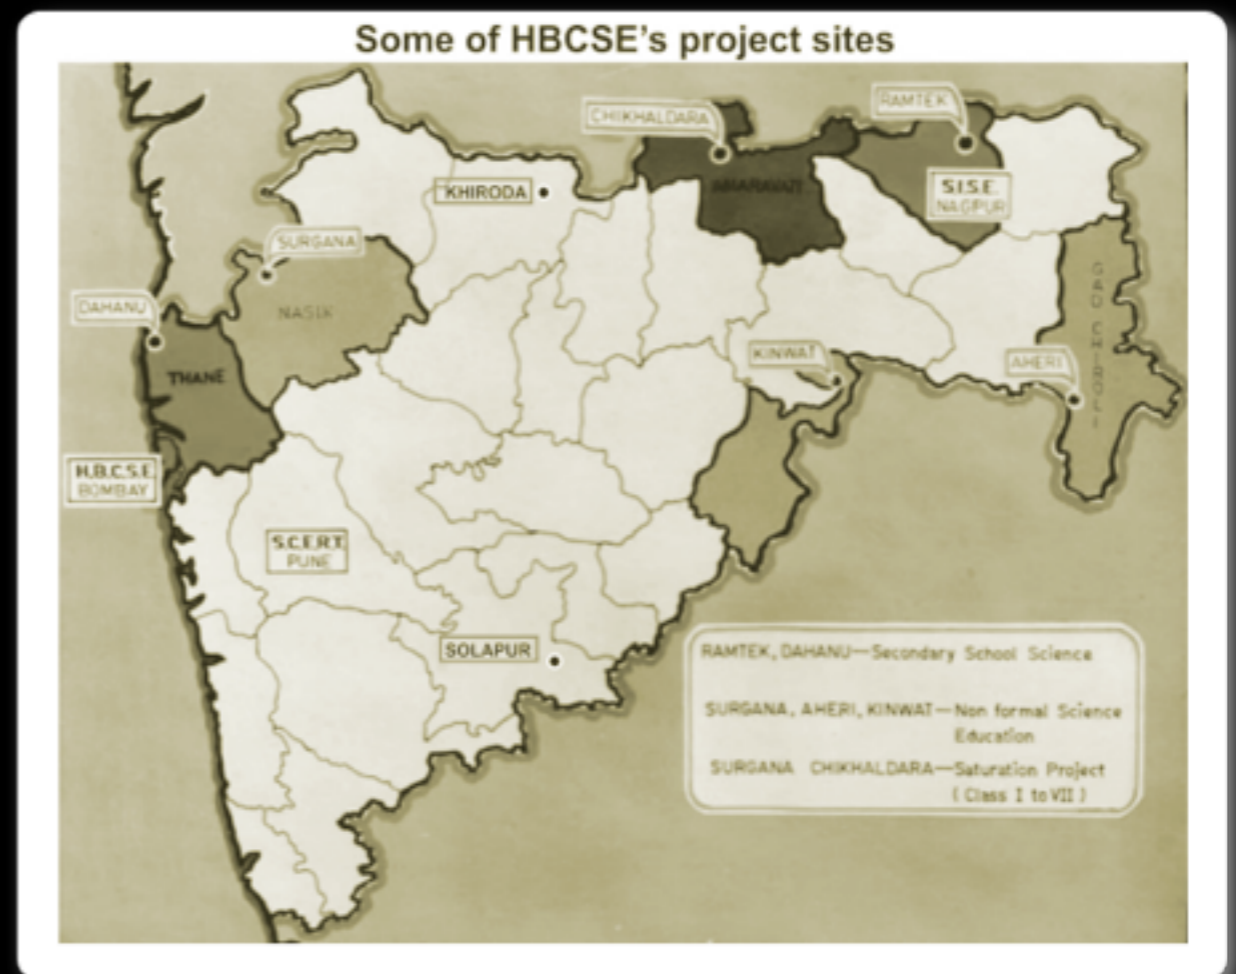 Some of HBCSE's project sites
CHIKHALDARA
RAMTEK
AMARAVATI
S.I.S.E.
NAGPUR
KHIRODA
SURGANA
NASIK
DAHANU
THANE
GAD CHIROLI
KINWAT
AHERI
H.B.C.S.E.
BOMBAY
S.C.E.R.T.
PUNE
SOLAPUR
RAMTEK, DAHANU—Secondary School Science
SURGANA, AHERI, KINWAT—Non formal Science
Education
SURGANA CHIKHALDARA—Saturation Project
( Class I to VII )